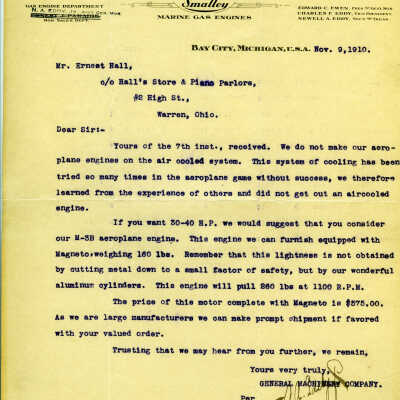 GAS ENGINE DEPARTMENT
N. A. EDDY, Jr.
Smalley
MARINE GAS ENGINES
EDWARD C. EWEN, Pres. & Gen. Mgr.
CHARLES F. EDDY, Vice President
NEWELL A. EDDY, Sec'y & Treas.
BAY CITY, MICHIGAN, U.S.A. Nov. 9, 1910.
Mr. Ernest Hall,
c/o Hall's Store & Piano Parlors,
#2 High St.,
Warren, Ohio.
Dear Sir:-
Yours of the 7th inst., received. We do not make our aero-
plane engines on the air cooled system. This system of cooling has been
tried so many times in the aeroplane game without success, we therefore
learned from the experience of others and did not get out an aircooled
engine.
If you want 30-40 H.P. we would suggest that you consider
our M-3B aeroplane engine. This engine we can furnish equipped with
Magneto.weighing 160 lbs. Remember that this lightness is not obtained
by cutting metal down to a small factor of safety, but by our wonderful
aluminum cylinders. This engine will pull 260 lbs at 1100 R.P.M.
The price of this motor complete with Magneto is $575.00.
As we are large manufacturers we can make prompt shipment if favored
with your valued order.
Trusting that we may hear from you further, we remain,
Yours very truly,
GENERAL MACHINERY COMPANY.
Per